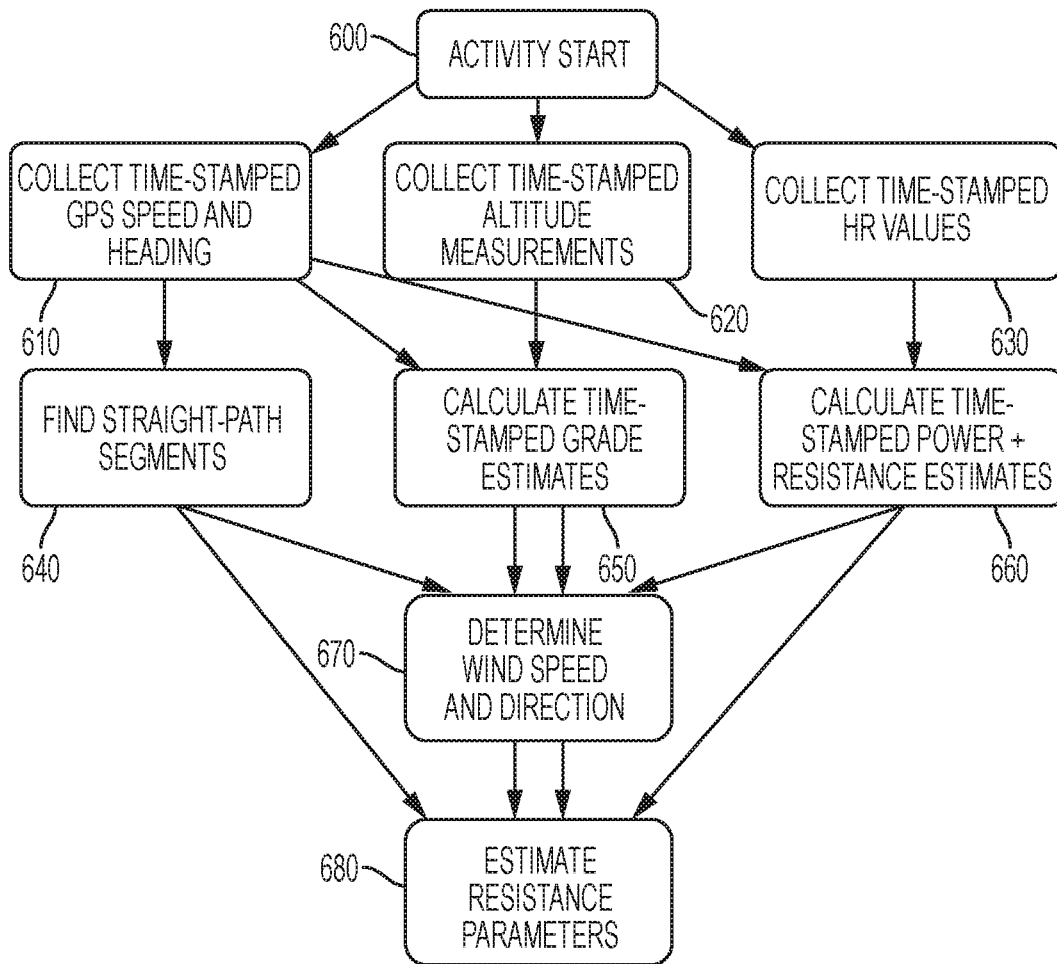 600
ACTIVITY START
COLLECT TIME-STAMPED
GPS SPEED AND
HEADING
610
COLLECT TIME-STAMPED
ALTITUDE
MEASUREMENTS
620
COLLECT TIME-STAMPED
HR VALUES
630
FIND STRAIGHT-PATH
SEGMENTS
640
CALCULATE TIME-
STAMPED GRADE
ESTIMATES
650
CALCULATE TIME-
STAMPED POWER +
RESISTANCE ESTIMATES
660
670
DETERMINE
WIND SPEED
AND DIRECTION
680
ESTIMATE
RESISTANCE
PARAMETERS